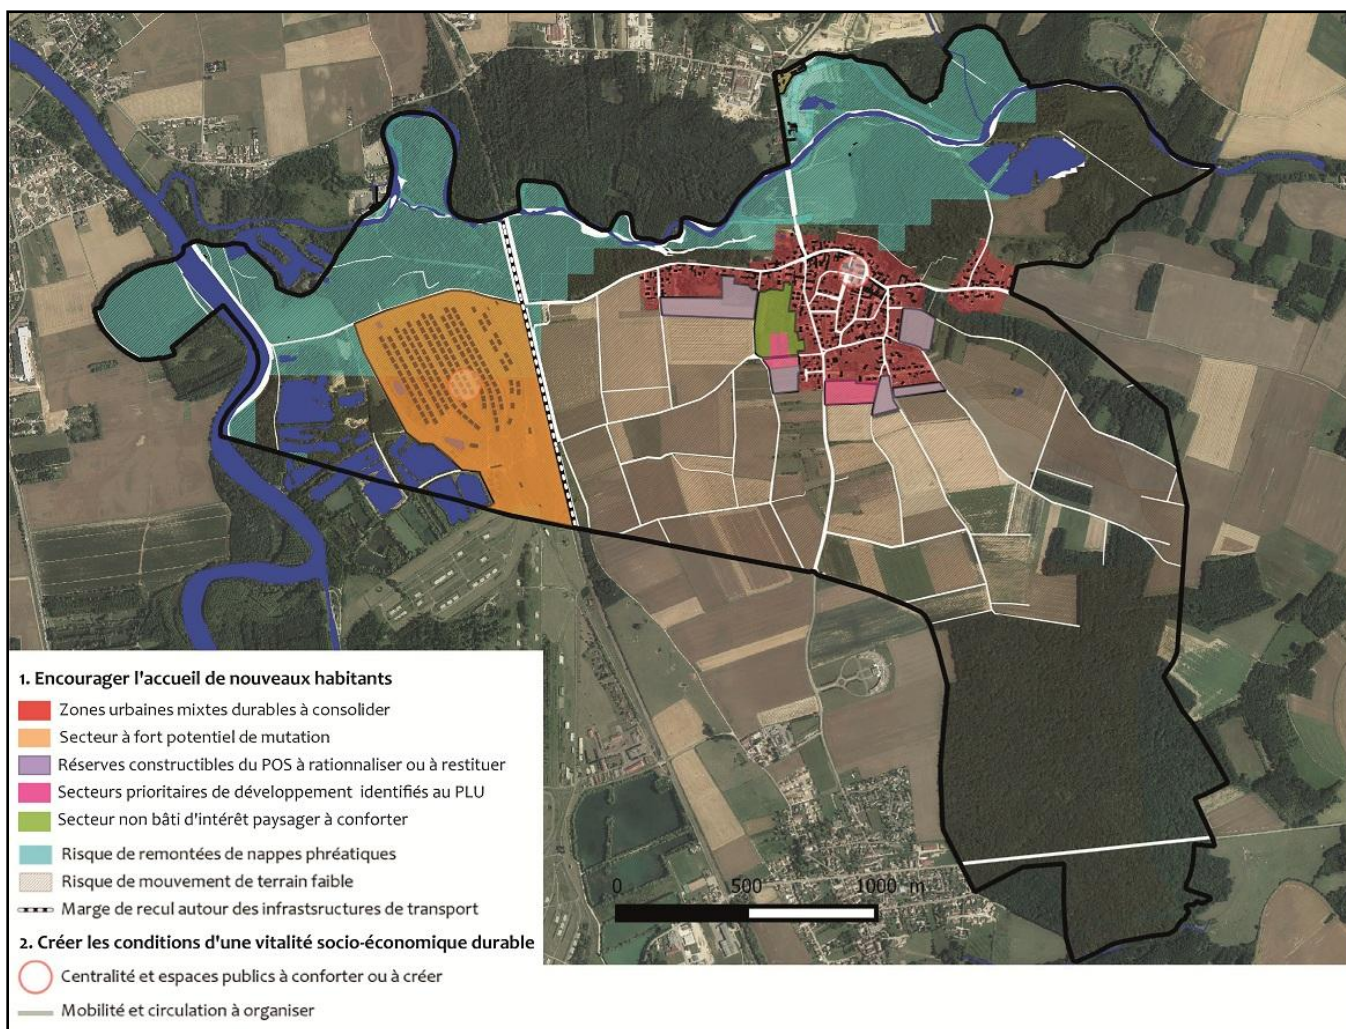 1. Encourager l'accueil de nouveaux habitants
Zones urbaines mixtes durables à consolider
Secteur à fort potentiel de mutation
Réserves constructibles du POS à rationnaliser ou à restituer
Secteurs prioritaires de développement identifiés au PLU
Secteur non bâti d'intérêt paysager à conforter
Risque de remontées de nappes phréatiques
Risque de mouvement de terrain faible
Marge de recul autour des infrastsructures de transport
2. Créer les conditions d'une vitalité socio-économique durable
Centralité et espaces publics à conforter ou à créer
Mobilité et circulation à organiser
0 500 1000 m